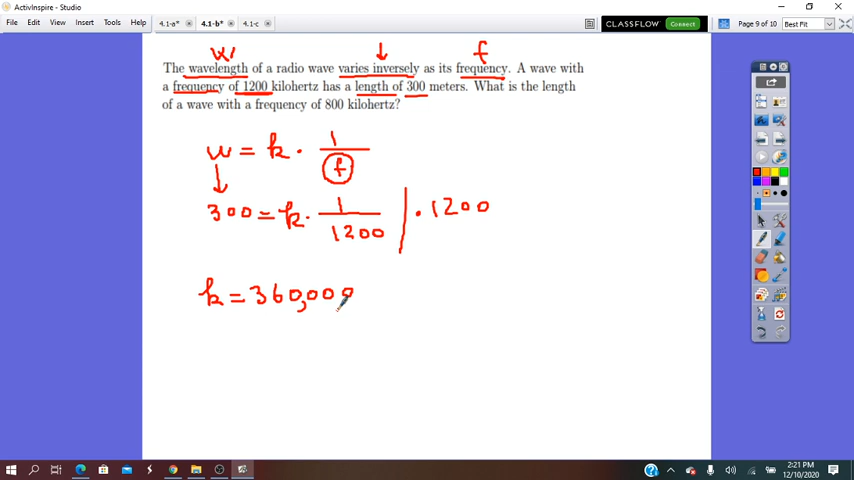 ActivInspire - Studio
File Edit View Insert Tools Help
4.1-a* 4.1-b* 4.1-c
CLASSFLOW Connect Page 9 of 10 Best Pit
w f
The wavelength of a radio wave varies inversely as its frequency. A wave with
a frequency of 1200 kilohertz has a length of 300 meters. What is the length
of a wave with a frequency of 800 kilohertz?
w = k · 1/f
300 = k · 1/1200 | · 1200
k = 360,000
2:21 PM
12/10/2020